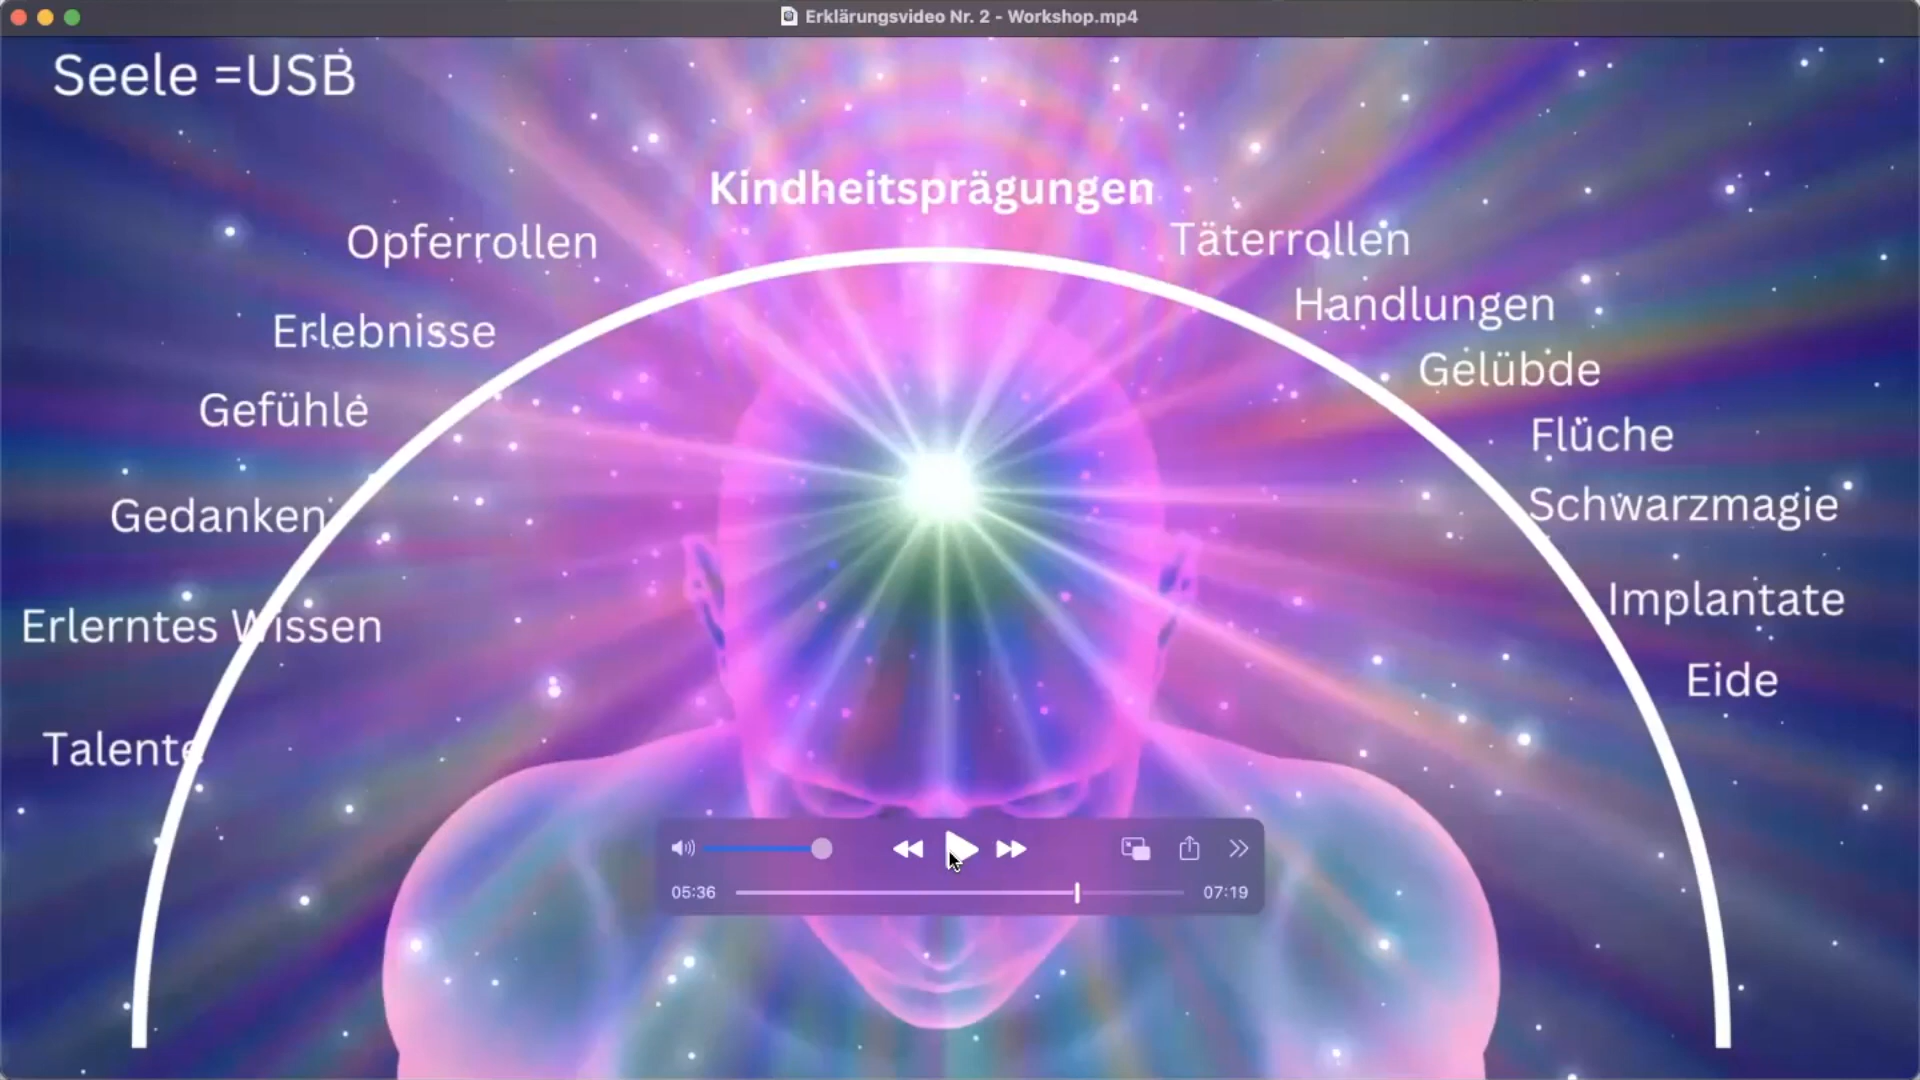 Erklärungsvideo Nr. 2 - Workshop.mp4
Seele =USB
Kindheitsprägungen
Opferrollen
Täterrollen
Handlungen
Erlebnisse
Gelübde
Gefühle
Flüche
Schwarzmagie
Gedanken
Implantate
Erlerntes Wissen
Eide
Talente
05:36
07:19